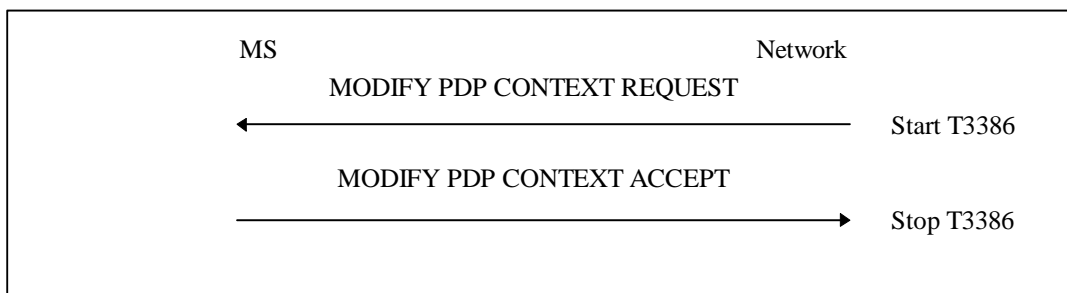 MS Network
MODIFY PDP CONTEXT REQUEST
Start T3386
MODIFY PDP CONTEXT ACCEPT
Stop T3386